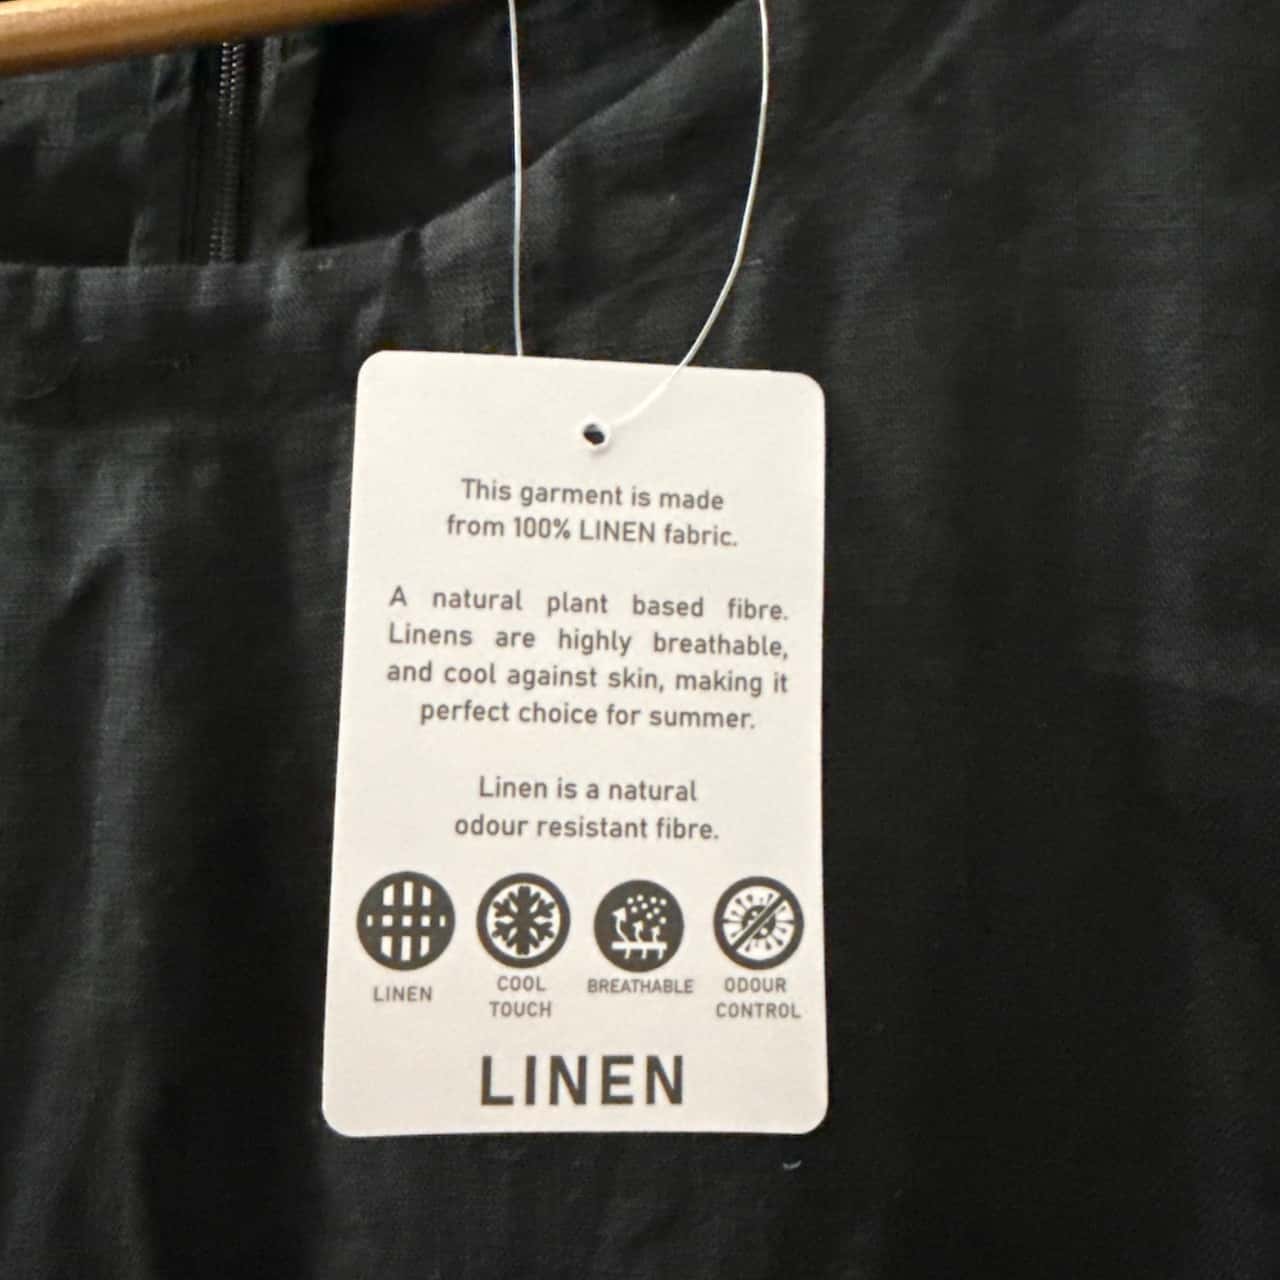 This garment is made
from 100% LINEN fabric.
A natural plant based fibre.
Linens are highly breathable,
and cool against skin, making it
perfect choice for summer.
Linen is a natural
odour resistant fibre.
LINEN
COOL
TOUCH
BREATHABLE
ODOUR
CONTROL
LINEN